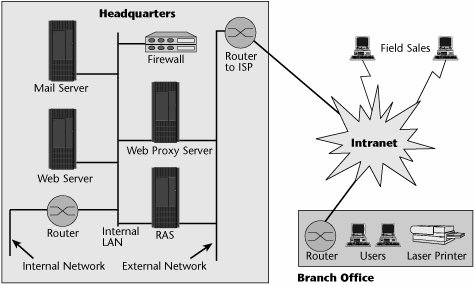 Headquarters
Firewall
Router
to ISP
Field Sales
Mail Server
Web Proxy Server
Intranet
Web Server
Router
Internal
LAN
RAS
Internal Network
External Network
Router
Users
Laser Printer
Branch Office